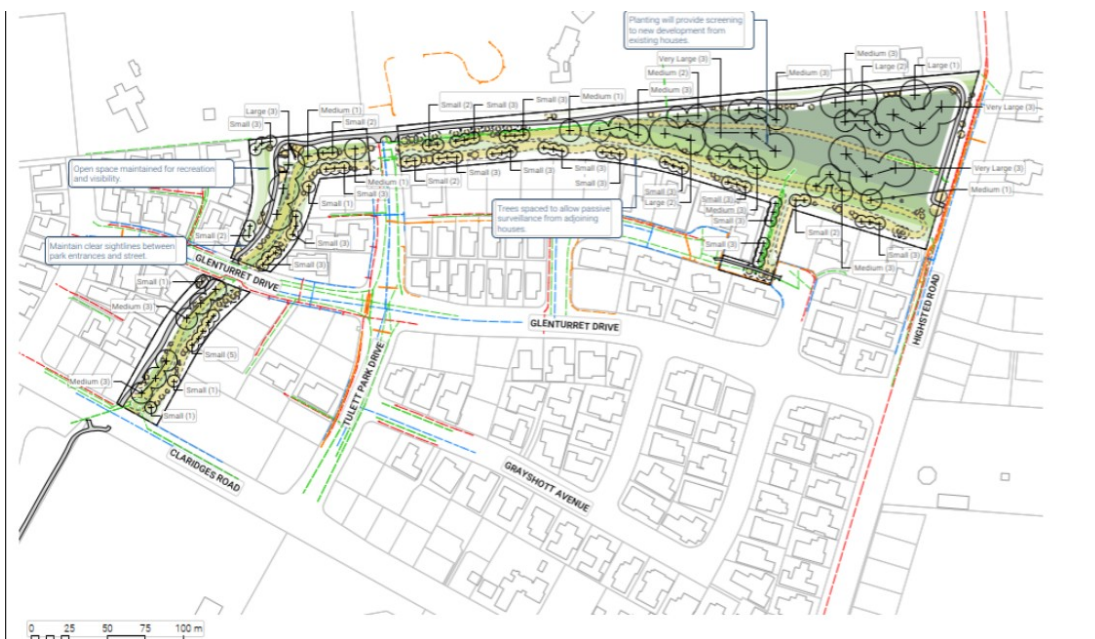 Planting will provide screening
to new development from
existing houses.
Very Large (3)
Medium (2)
Medium (3)
Medium (3)
Medium (3)
Large (2)
Large (1)
Very Large (3)
Large (3)
Small (3)
Medium (1)
Small (2)
Small (2)
Small (3)
Small (3)
Medium (1)
Open space maintained for recreation
and visibility.
Medium (1)
Small (3)
Small (1)
Small (2)
Small (3)
Small (3)
Small (3)
Small (3)
Small (3)
Large (2)
Very Large (3)
Medium (1)
Trees spaced to allow passive
surveillance from adjoining
houses.
Small (3)
Medium (3)
Small (3)
Small (3)
Small (2)
Small (3)
Medium (3)
Small (2)
Small (3)
Small (3)
Maintain clear sightlines between
park entrances and street.
GLENTURRET DRIVE
Small (1)
Medium (3)
Small (5)
Medium (3)
Small (1)
Small (1)
GLENTURRET DRIVE
TULETT PARK DRIVE
HIGHSTED ROAD
CLARIDGES ROAD
GRAYSHOTT AVENUE
0 25 50 75 100 m